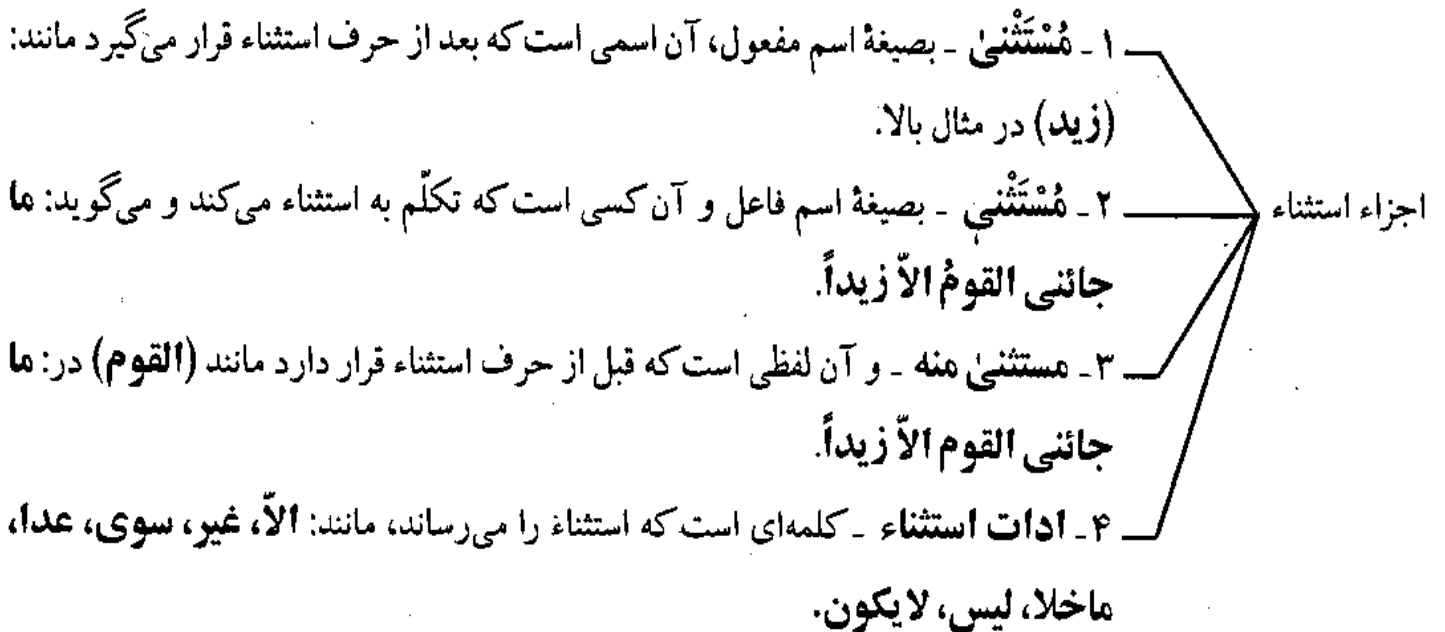 ۱ ـ مُسْتَثْنیٰ ـ بصیغهٔ اسم مفعول، آن اسمی است که بعد از حرف استثناء قرار می‌گیرد مانند:
(زید) در مثال بالا.
اجزاء استثناء
۲ ـ مُسْتَثْنِی ـ بصیغهٔ اسم فاعل و آن کسی است که تکلّم به استثناء می‌کند و می‌گوید: ما
جائنی القومُ الاّ زیداً.
۳ ـ مستثنیٰ منه ـ و آن لفظی است که قبل از حرف استثناء قرار دارد مانند (القوم) در: ما
جائنی القوم الاّ زیداً.
۴ ـ ادات استثناء ـ کلمه‌ای است که استثناء را می‌رساند، مانند: الاّ، غیر، سوی، عدا،
ماخلا، لیس، لایکون.